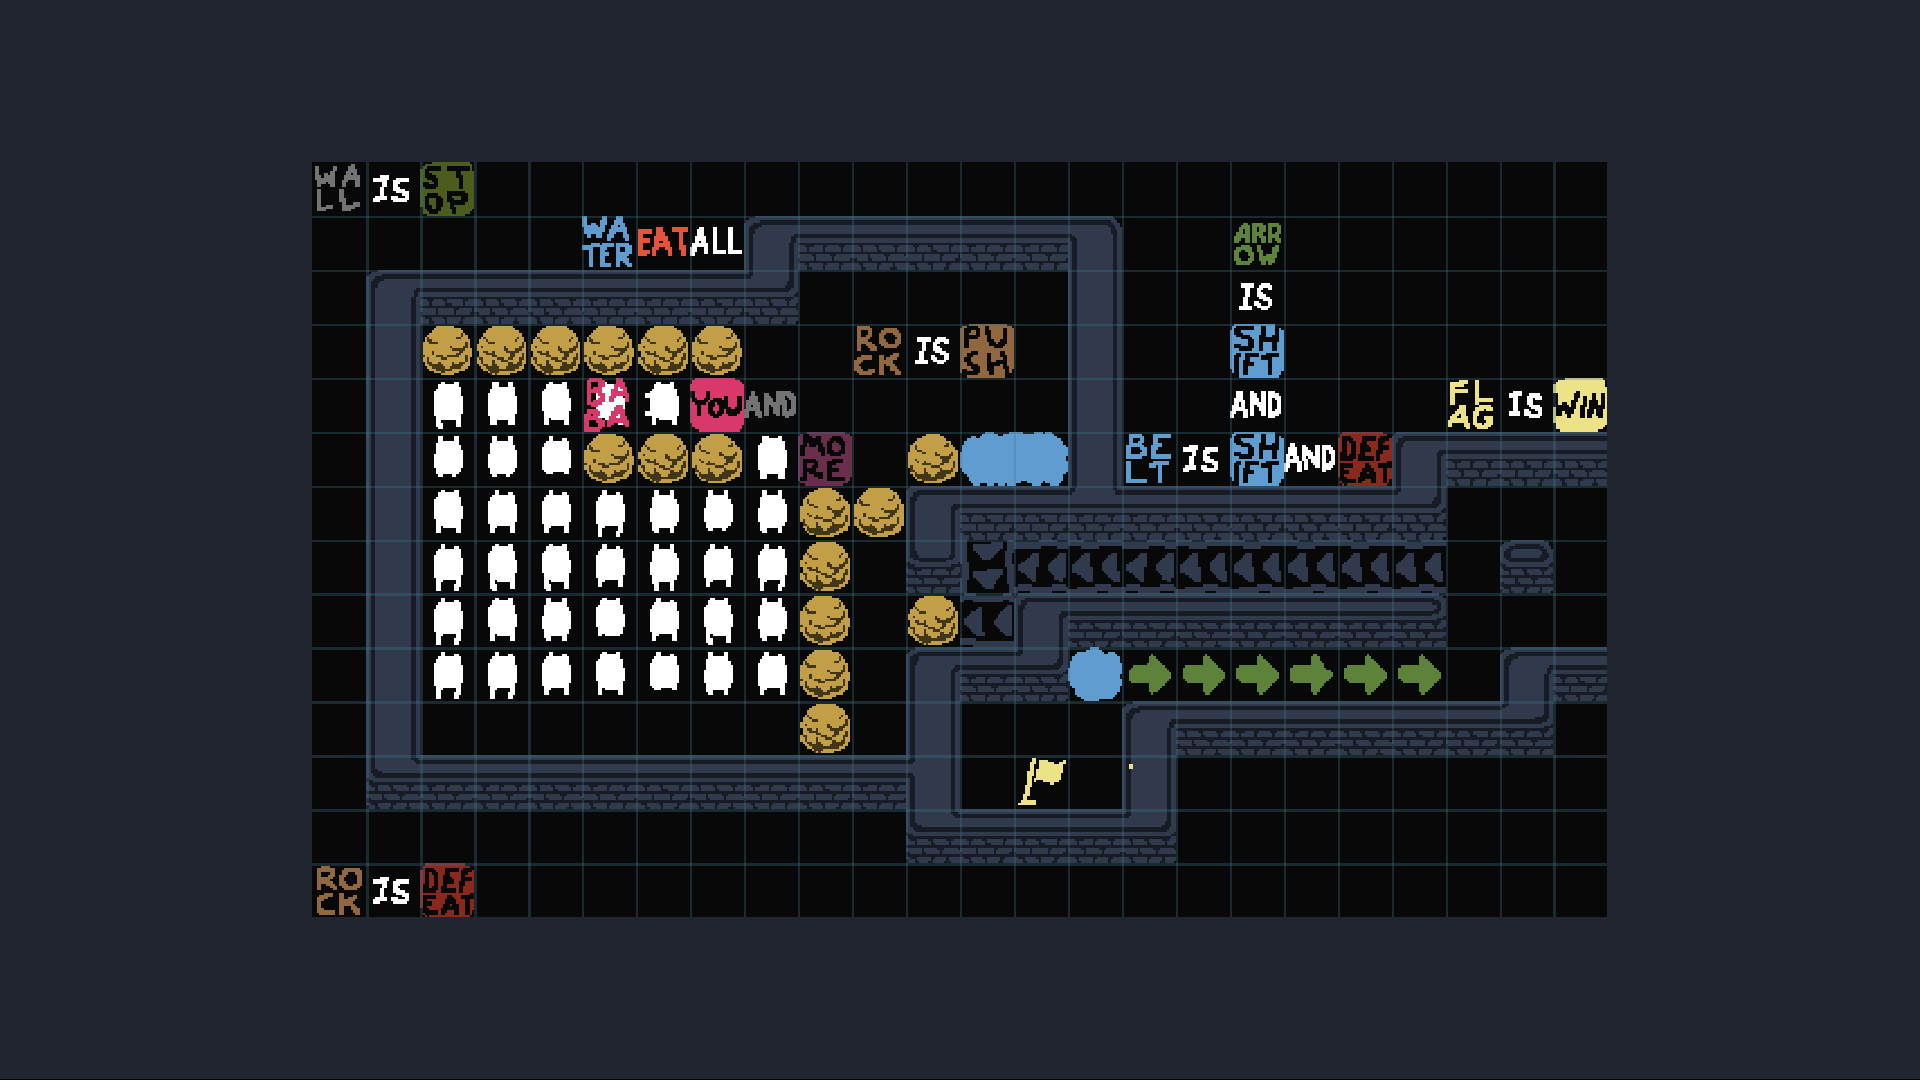 WALL IS STOP
WATER EAT ALL
ARROW
IS
ROCK IS PUSH
SHIFT
BABA YOU AND
AND
FLAG IS WIN
MORE
BELT IS SHIFT AND DEFEAT
ROCK IS DEFEAT